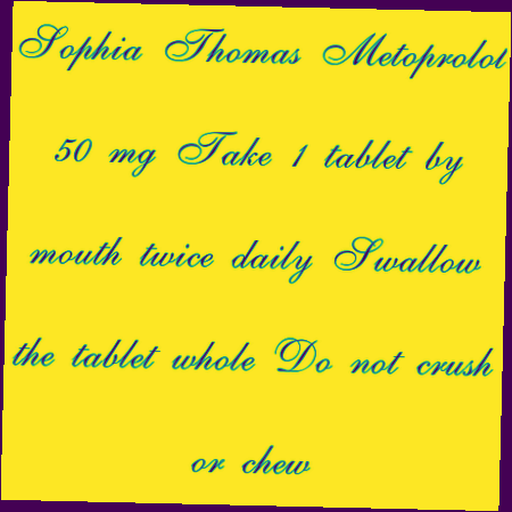 Sophia Thomas Metoprolol
50 mg Take 1 tablet by
mouth twice daily Swallow
the tablet whole Do not crush
or chew